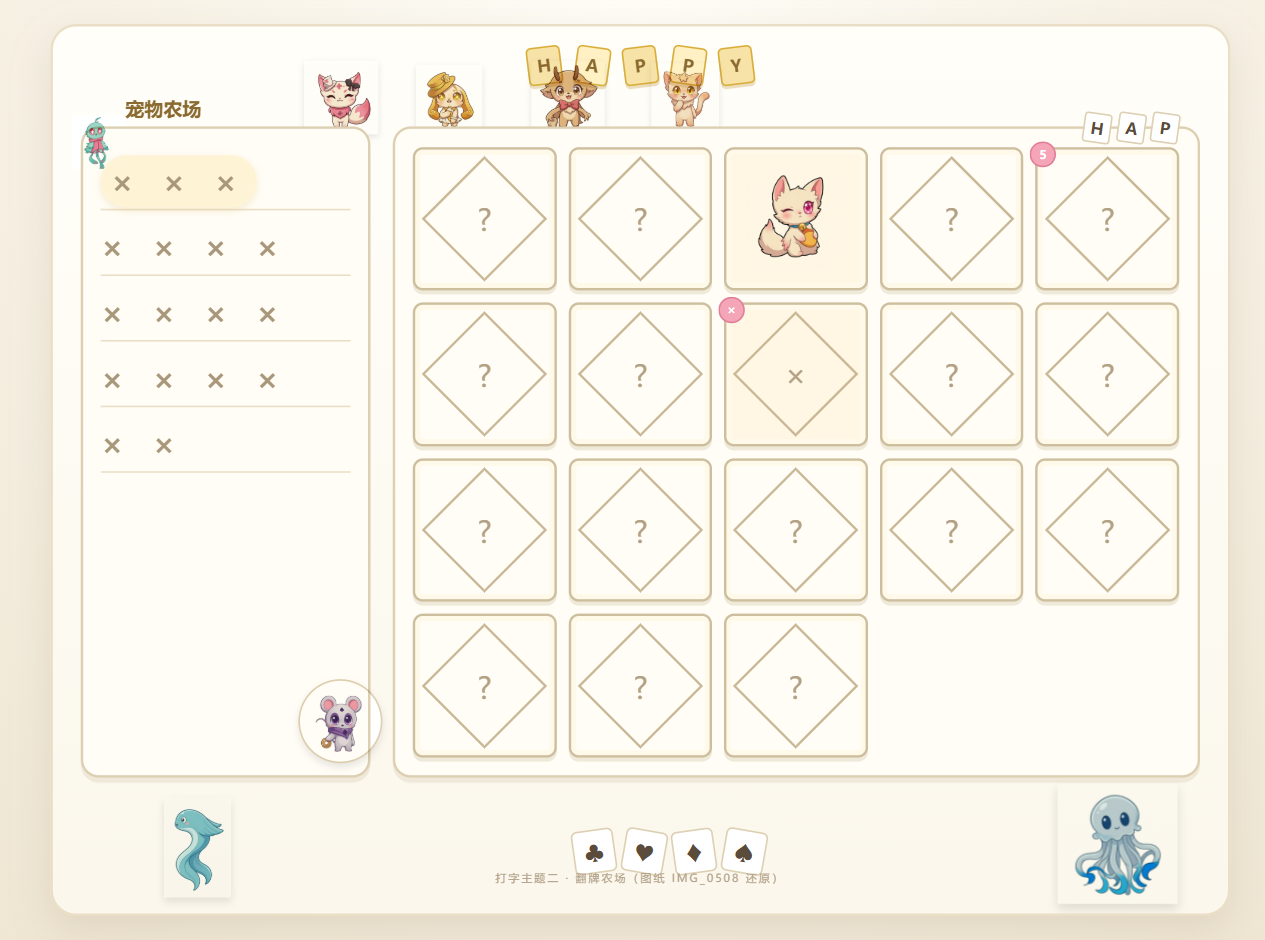 H A P P Y
宠物农场
H A P
× × ×
× × × ×
× × × ×
× × × ×
× ×
? ? ? 5 ?
? ? × × ? ?
? ? ? ? ?
? ? ?
♣ ♥ ♦ ♠
打字主题二 · 翻牌农场 (图纸 IMG_0508 还原)